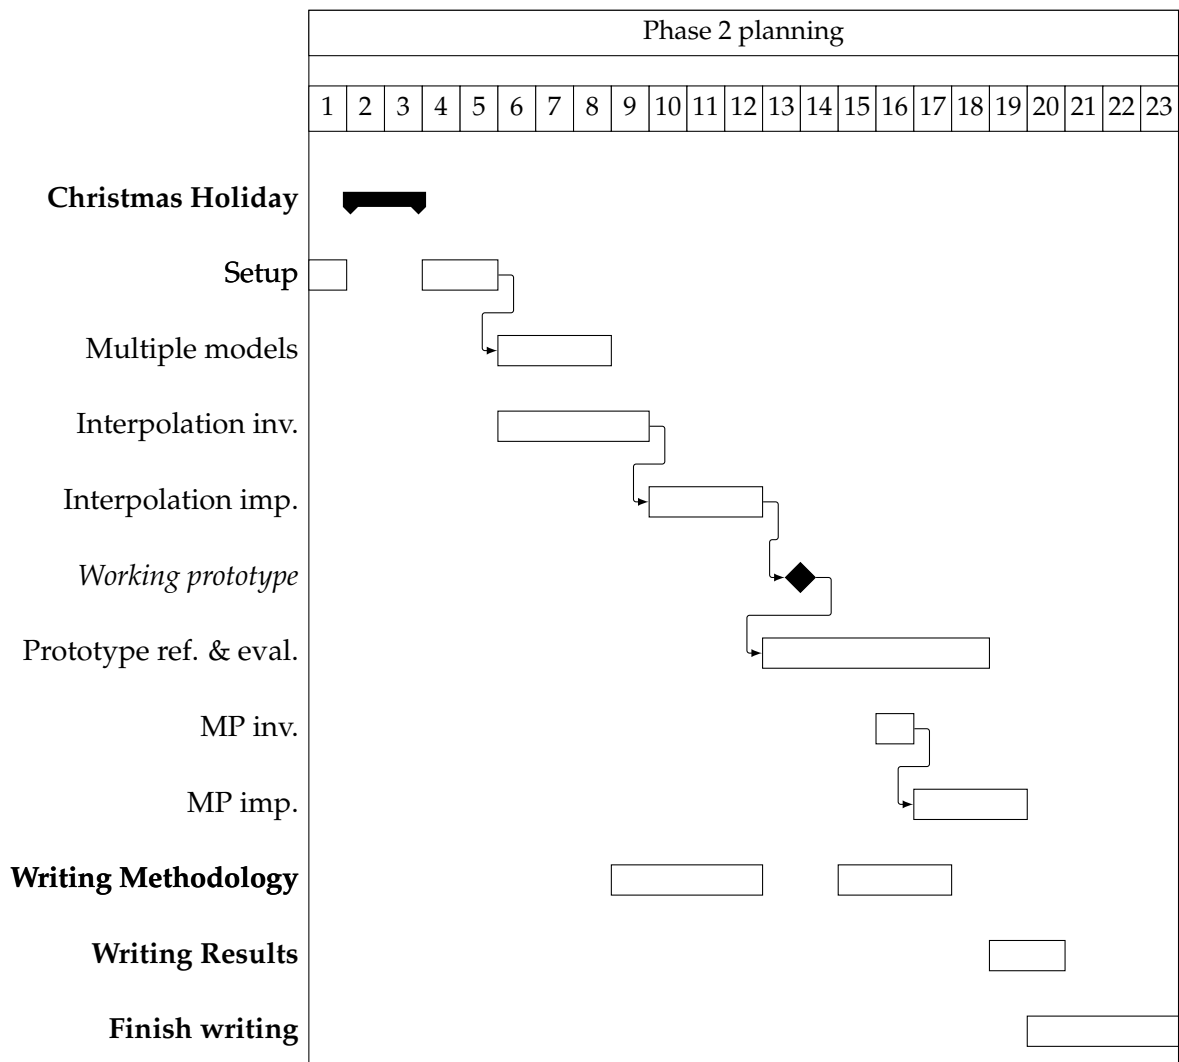 Phase 2 planning
1 2 3 4 5 6 7 8 9 10 11 12 13 14 15 16 17 18 19 20 21 22 23
Christmas Holiday
Setup
Multiple models
Interpolation inv.
Interpolation imp.
Working prototype
Prototype ref. & eval.
MP inv.
MP imp.
Writing Methodology
Writing Results
Finish writing